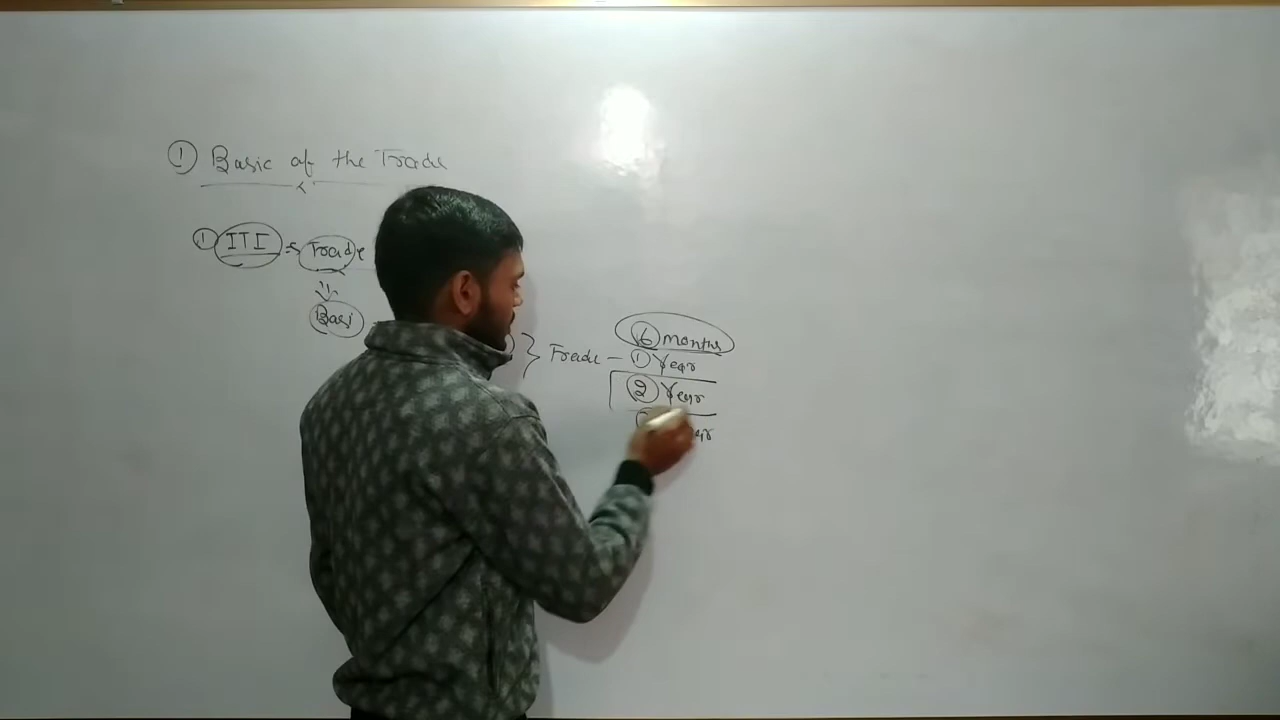 ① Basic of the Trade
① ITI => Trade
Basi
} Trade — 6 months
① Year
② Year